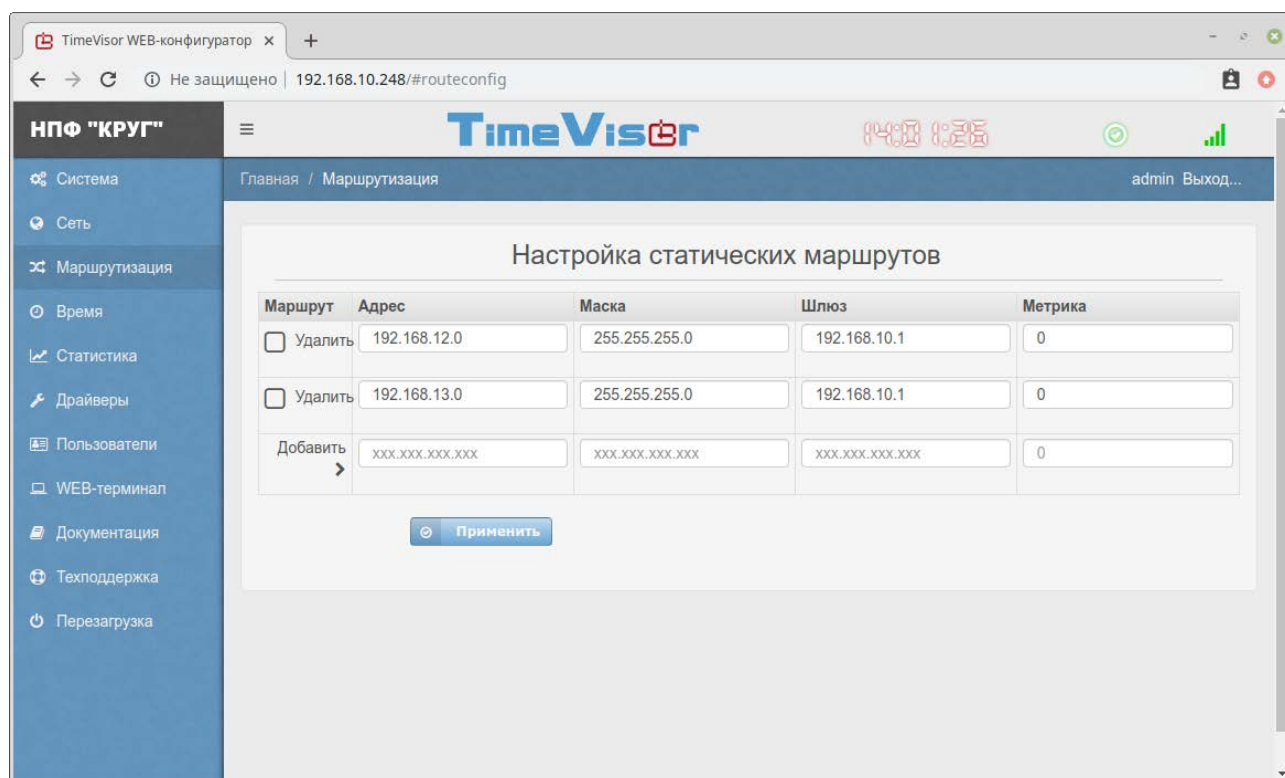 TimeVisor WEB-конфигуратор
Не защищено | 192.168.10.248/#routeconfig
НПФ "КРУГ"
TimeVisor
14:01:26
Система
Главная / Маршрутизация
admin Выход...
Сеть
Маршрутизация
Время
Статистика
Драйверы
Пользователи
WEB-терминал
Документация
Техподдержка
Перезагрузка
Настройка статических маршрутов
Маршрут Адрес Маска Шлюз Метрика
Удалить 192.168.12.0 255.255.255.0 192.168.10.1 0
Удалить 192.168.13.0 255.255.255.0 192.168.10.1 0
Добавить xxx.xxx.xxx.xxx xxx.xxx.xxx.xxx xxx.xxx.xxx.xxx 0
Применить